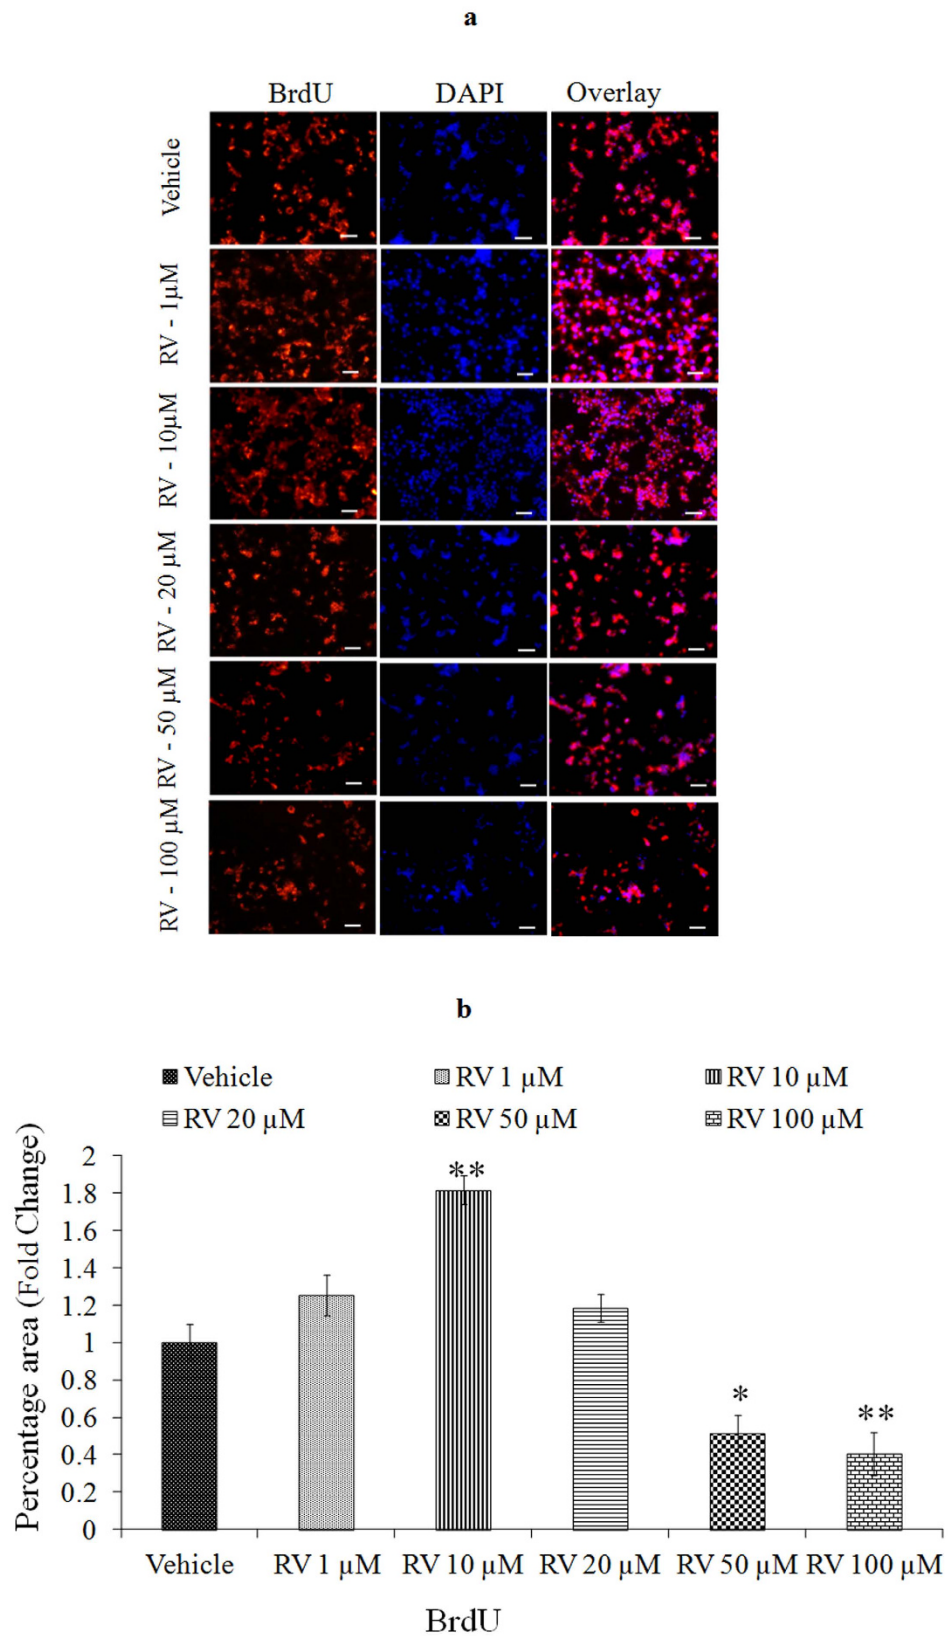 a
BrdU DAPI Overlay
Vehicle
RV - 1µM
RV - 10µM
RV - 20 µM
RV - 50 µM
RV - 100 µM
b
Vehicle RV 1 µM RV 10 µM
RV 20 µM RV 50 µM RV 100 µM
Percentage area (Fold Change)
2
1.8
1.6
1.4
1.2
1
0.8
0.6
0.4
0.2
0
**
*
**
Vehicle RV 1 µM RV 10 µM RV 20 µM RV 50 µM RV 100 µM
BrdU